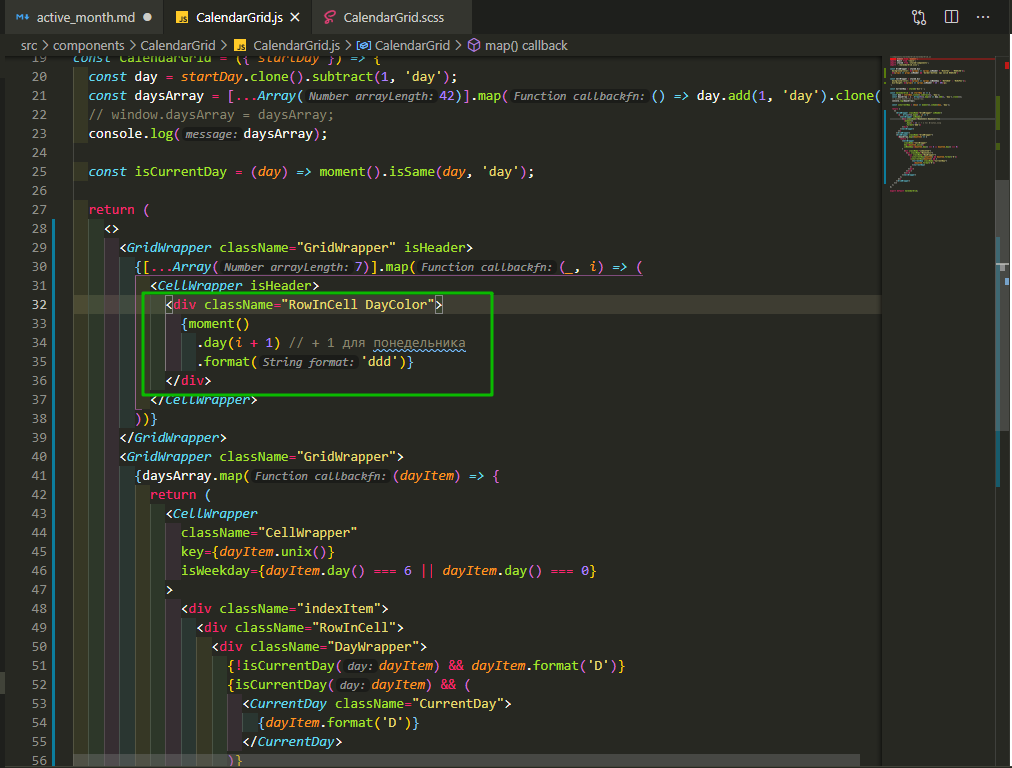 active_month.md
CalendarGrid.js
CalendarGrid.scss
src > components > CalendarGrid > CalendarGrid.js > CalendarGrid > map() callback
19 const CalendarGrid = ({ startDay }) => {
20 const day = startDay.clone().subtract(1, 'day');
21 const daysArray = [...Array(Number arraylength: 42)].map(Function callbackfn: () => day.add(1, 'day').clone(
22 // window.daysArray = daysArray;
23 console.log(message: daysArray);
24
25 const isCurrentDay = (day) => moment().isSame(day, 'day');
26
27 return (
28 <>
29 <GridWrapper className="GridWrapper" isHeader>
30 {[...Array(Number arrayLength: 7)].map(Function callbackfn: (_, i) => (
31 <CellWrapper isHeader>
32 <div className="RowInCell DayColor">
33 {moment()
34 .day(i + 1) // + 1 для понедельника
35 .format(String format: 'ddd')}
36 </div>
37 </CellWrapper>
38 ))}
39 </GridWrapper>
40 <GridWrapper className="GridWrapper">
41 {daysArray.map(Function callbackfn: (dayItem) => {
42 return (
43 <CellWrapper
44 className="CellWrapper"
45 key={dayItem.unix()}
46 isWeekday={dayItem.day() === 6 || dayItem.day() === 0}
47 >
48 <div className="indexItem">
49 <div className="RowInCell">
50 <div className="DayWrapper">
51 {!isCurrentDay(day: dayItem) && dayItem.format('D')}
52 {isCurrentDay(day: dayItem) && (
53 <CurrentDay className="CurrentDay">
54 {dayItem.format('D')}
55 </CurrentDay>
56 )}